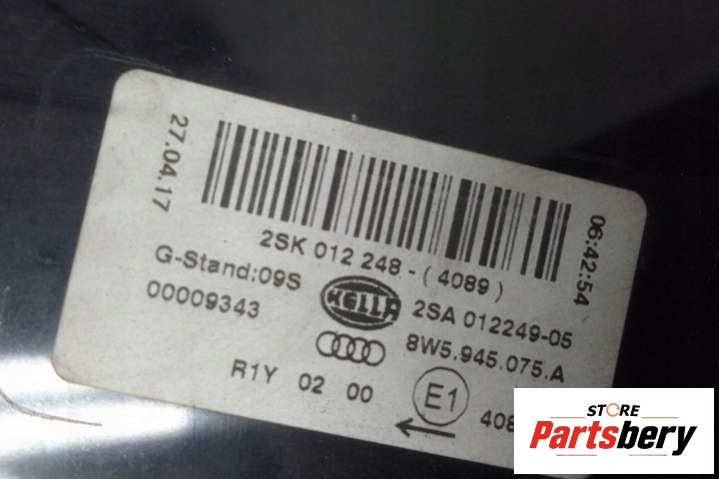 27.04.17
06:42:54
2SK 012 248-(4089)
G-Stand:09S
00009343
HELLA
2SA 012249-05
8W5.945.075.A
R1Y 02 00
E1
408
STORE
Partsbery